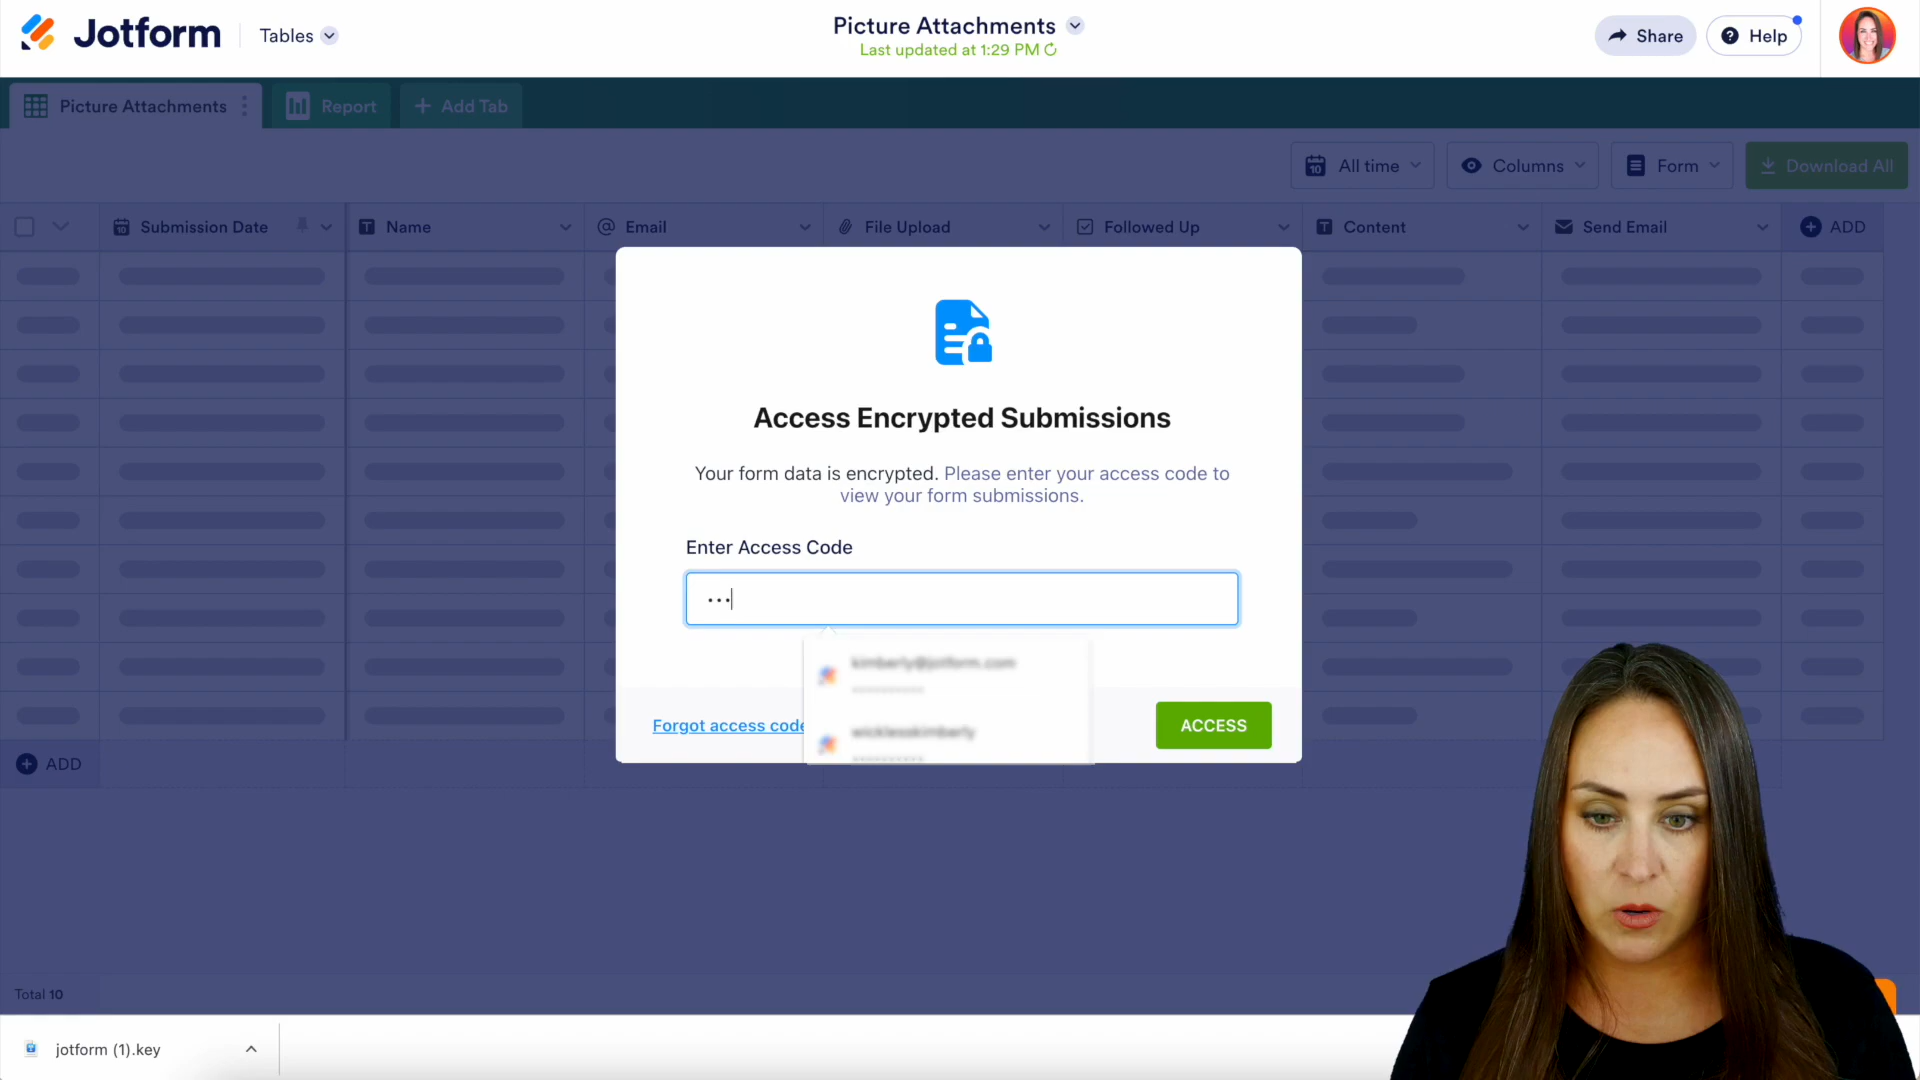 Jotform
Tables
Picture Attachments
Last updated at 1:29 PM
Share
Help
Picture Attachments
Report
Add Tab
All time
Columns
Form
Download All
Submission Date
Name
Email
File Upload
Followed Up
Content
Send Email
ADD
Access Encrypted Submissions
Your form data is encrypted. Please enter your access code to
view your form submissions.
Enter Access Code
Forgot access code
ACCESS
ADD
Total 10
jotform (1).key